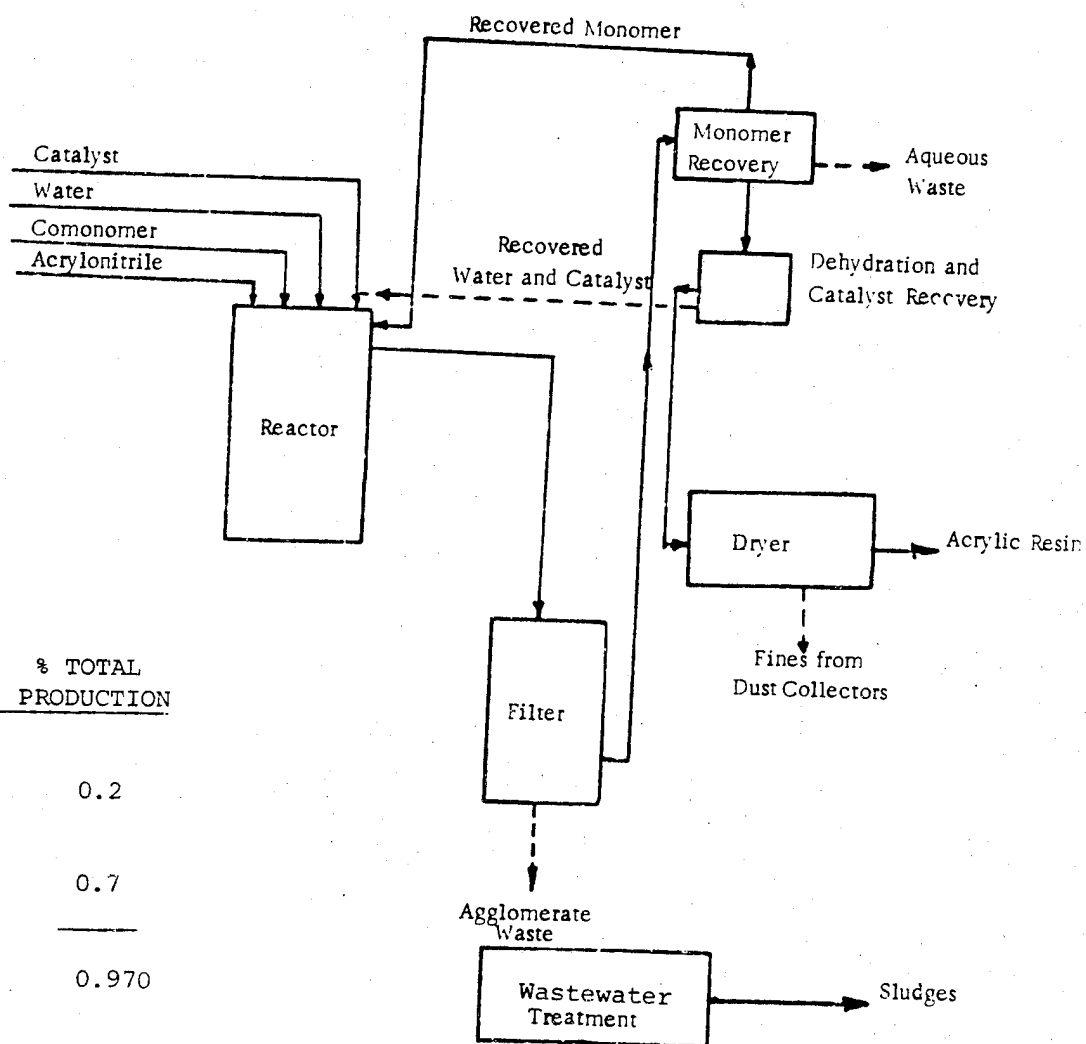 Recovered Monomer
Monomer
Recovery
Aqueous
Waste
Catalyst
Water
Comonomer
Acrylonitrile
Recovered
Water and Catalyst
Dehydration and
Catalyst Recovery
Reactor
Dryer
Acrylic Resin
Fines from
Dust Collectors
% TOTAL
PRODUCTION
Filter
0.2
0.7
Agglomerate
Waste
0.970
Wastewater
Treatment
Sludges